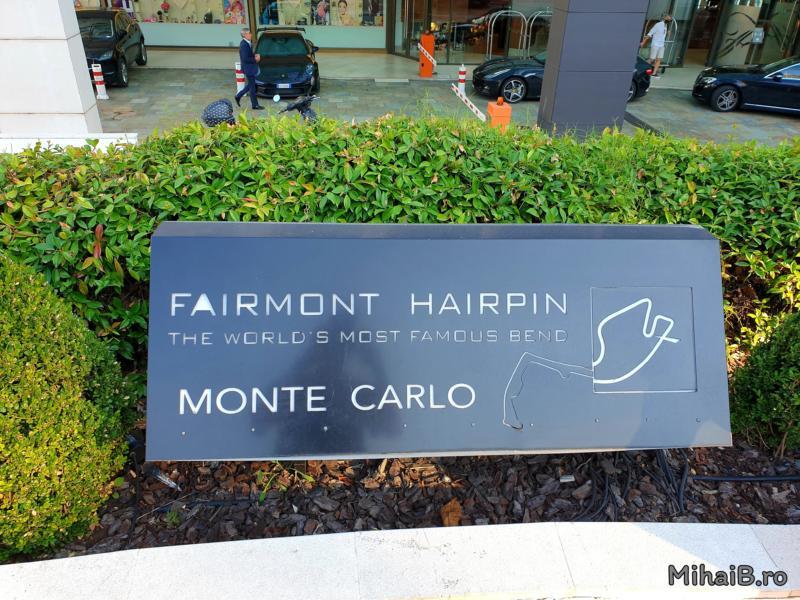 FAIRMONT HAIRPIN
THE WORLD'S MOST FAMOUS BEND
MONTE CARLO
MihaiB.ro